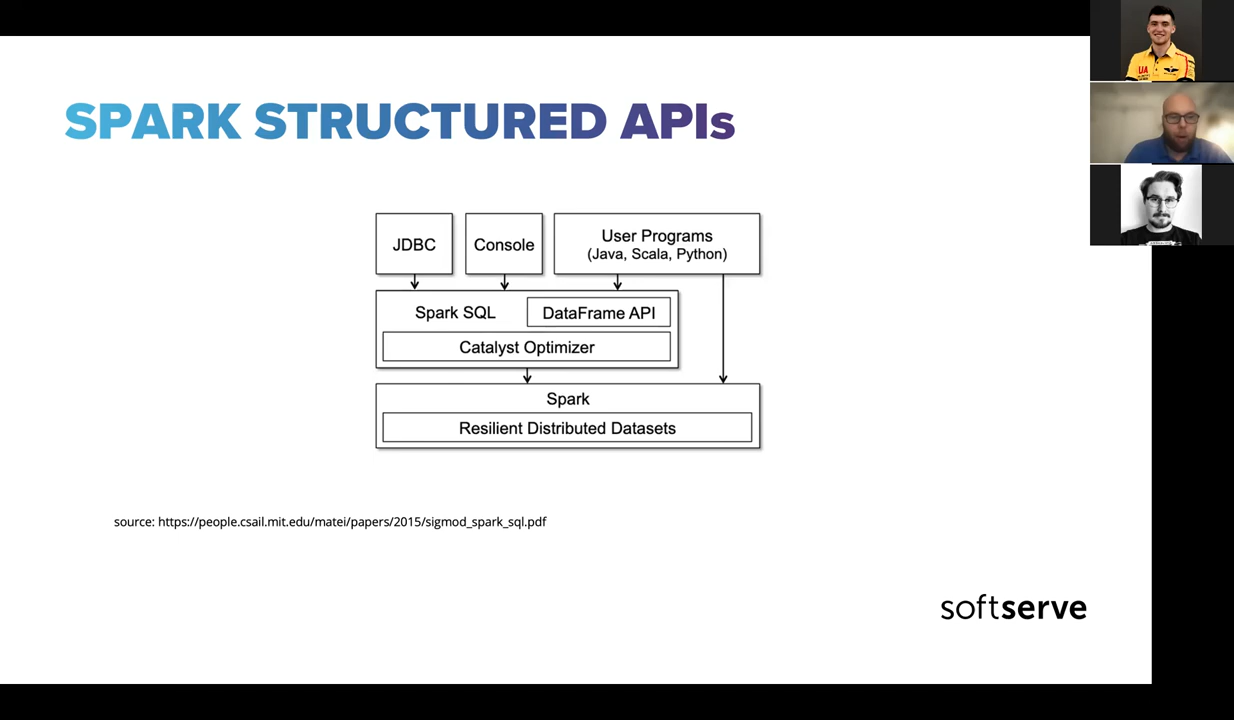 SPARK STRUCTURED APIs
JDBC
Console
User Programs
(Java, Scala, Python)
Spark SQL
DataFrame API
Catalyst Optimizer
Spark
Resilient Distributed Datasets
source: https://people.csail.mit.edu/matei/papers/2015/sigmod_spark_sql.pdf
softserve
UA